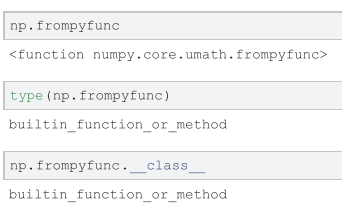 np.frompyfunc
<function numpy.core.umath.frompyfunc>
type(np.frompyfunc)
builtin_function_or_method
np.frompyfunc.__class__
builtin_function_or_method